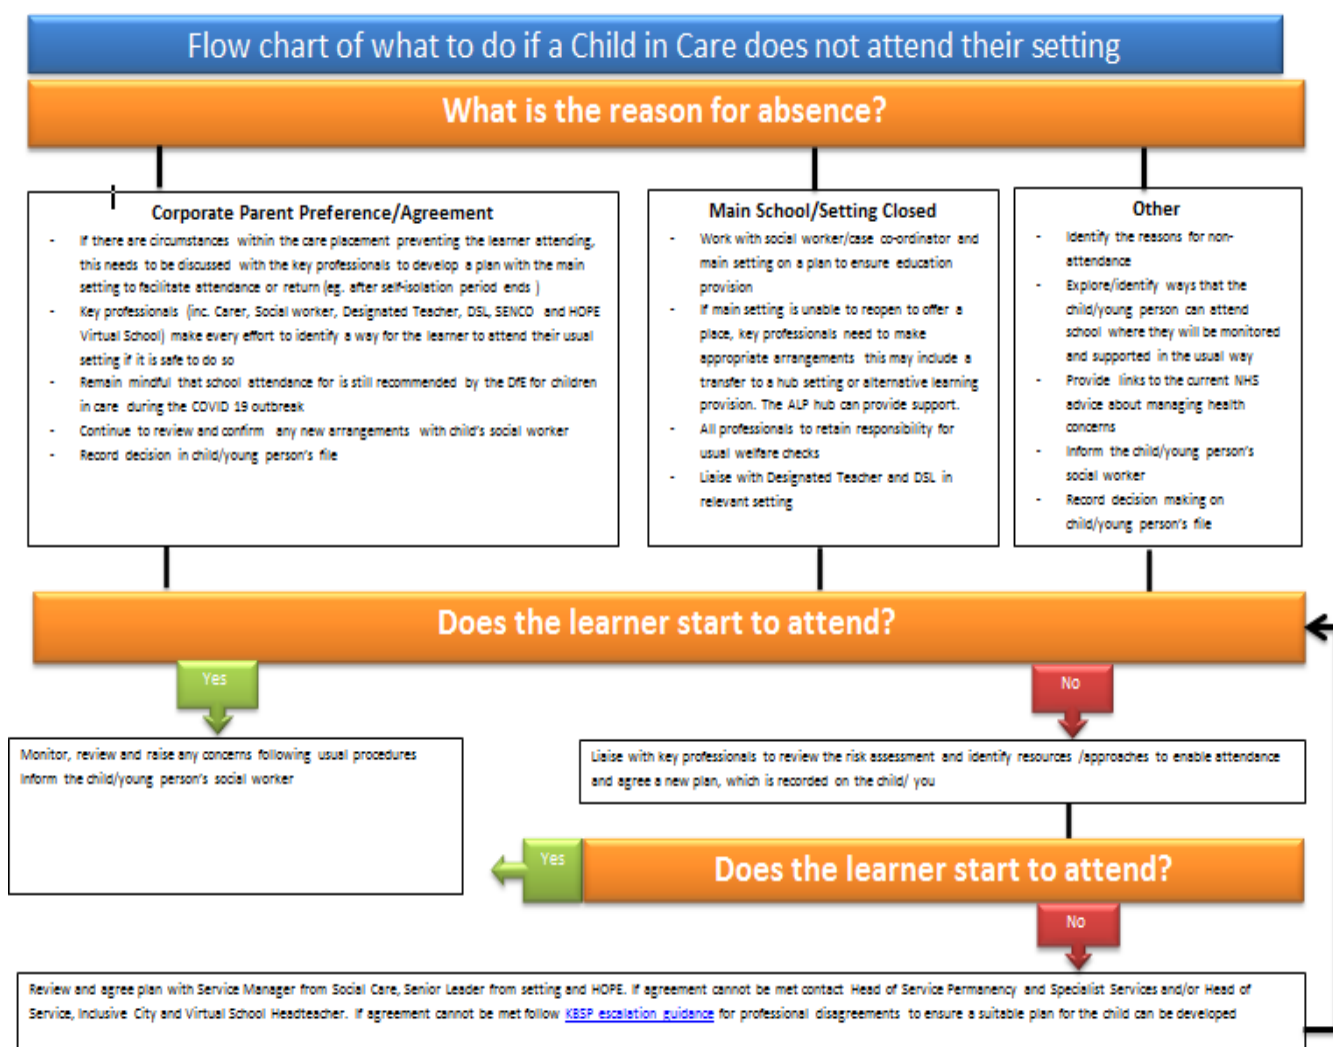 Flow chart of what to do if a Child in Care does not attend their setting
What is the reason for absence?
Corporate Parent Preference/Agreement
- If there are circumstances within the care placement preventing the learner attending,
this needs to be discussed with the key professionals to develop a plan with the main
setting to facilitate attendance or return (eg. after self-isolation period ends )
- Key professionals (inc. Carer, Social worker, Designated Teacher, DSL, SENCO and HOPE
Virtual School) make every effort to identify a way for the learner to attend their usual
setting if it is safe to do so
- Remain mindful that school attendance for is still recommended by the DfE for children
in care during the COVID 19 outbreak
- Continue to review and confirm any new arrangements with child's social worker
- Record decision in child/young person's file
Main School/Setting Closed
- Work with social worker/case co-ordinator and
main setting on a plan to ensure education
provision
- If main setting is unable to reopen to offer a
place, key professionals need to make
appropriate arrangements this may include a
transfer to a hub setting or alternative learning
provision. The ALP hub can provide support.
- All professionals to retain responsibility for
usual welfare checks
- Liaise with Designated Teacher and DSL in
relevant setting
Other
- Identify the reasons for non-
attendance
- Explore/identify ways that the
child/young person can attend
school where they will be monitored
and supported in the usual way
- Provide links to the current NHS
advice about managing health
concerns
- Inform the child/young person's
social worker
- Record decision making on
child/young person's file
Does the learner start to attend?
Yes
No
Monitor, review and raise any concerns following usual procedures
Inform the child/young person's social worker
Liaise with key professionals to review the risk assessment and identify resources /approaches to enable attendance
and agree a new plan, which is recorded on the child/ you
Yes
Does the learner start to attend?
No
Review and agree plan with Service Manager from Social Care, Senior Leader from setting and HOPE. If agreement cannot be met contact Head of Service Permanency and Specialist Services and/or Head of
Service, Inclusive City and Virtual School Headteacher. If agreement cannot be met follow KBSP escalation guidance for professional disagreements to ensure a suitable plan for the child can be developed